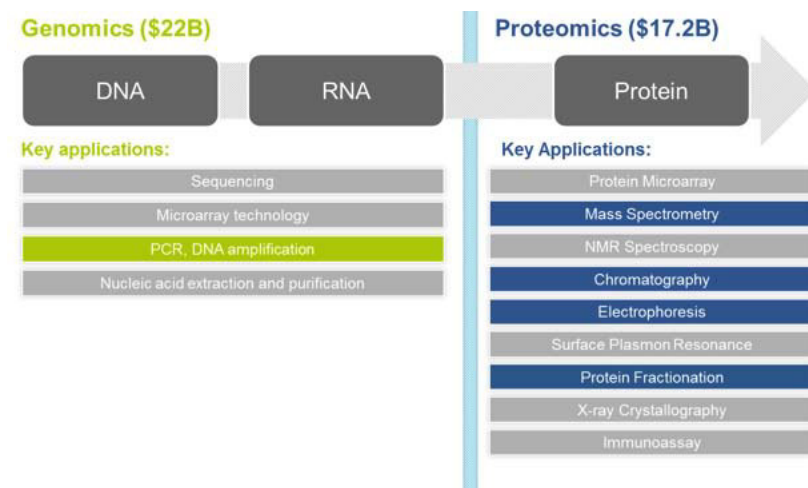 Genomics ($22B)
DNA
RNA
Key applications:
Sequencing
Microarray technology
PCR, DNA amplification
Nucleic acid extraction and purification
Proteomics ($17.2B)
Protein
Key Applications:
Protein Microarray
Mass Spectrometry
NMR Spectroscopy
Chromatography
Electrophoresis
Surface Plasmon Resonance
Protein Fractionation
X-ray Crystallography
Immunoassay